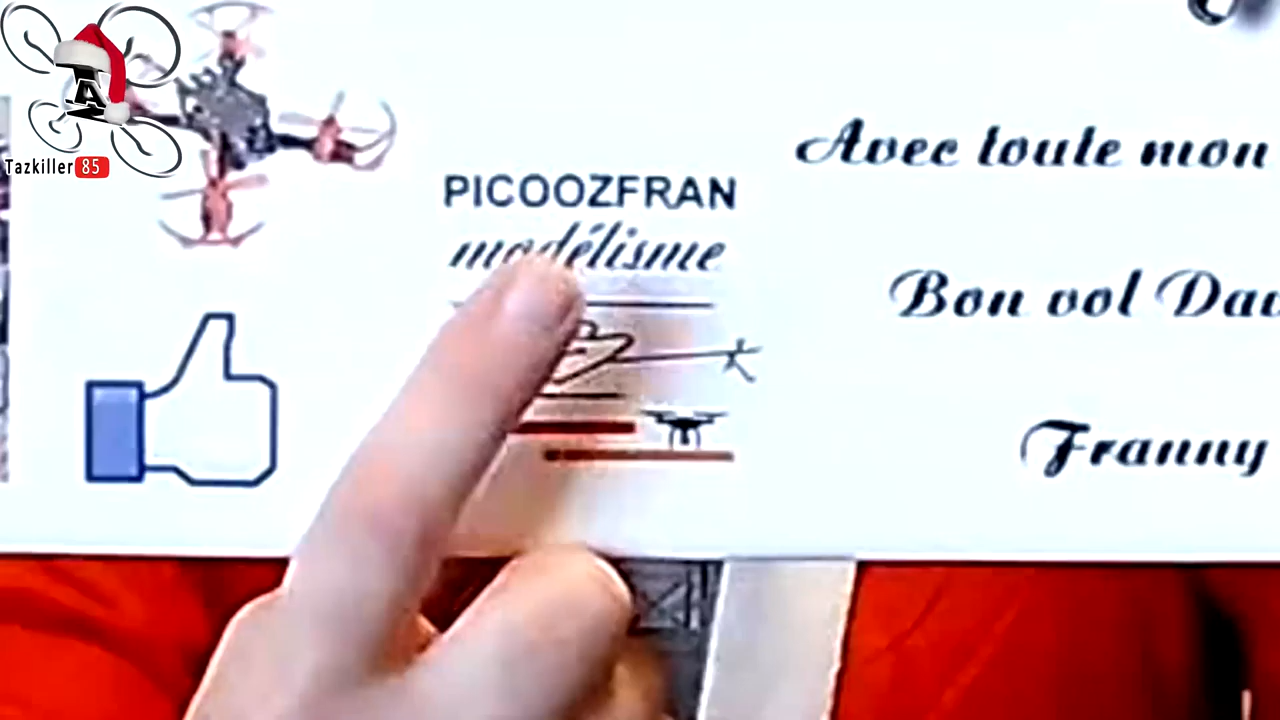 A
Tazkiller 85
PICOOZFRAN
modélisme
Avec toute mon
Bon vol
Franny